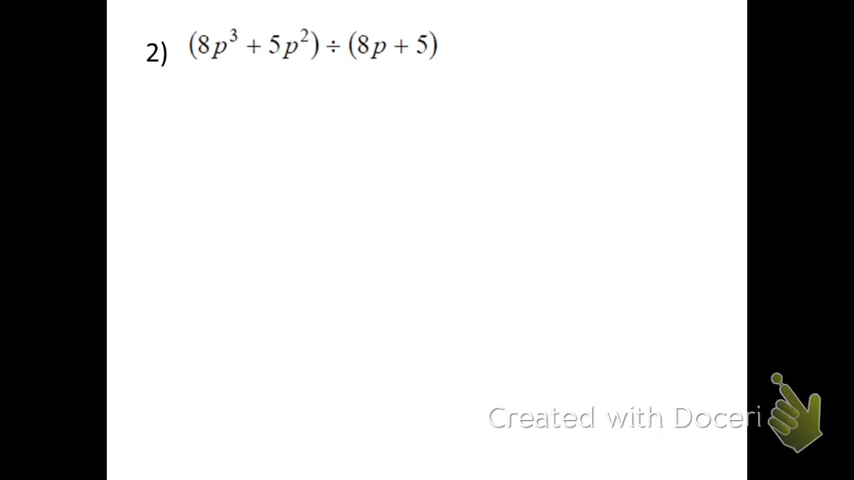 2) (8p³ + 5p²) ÷ (8p + 5)
Created with Doceri